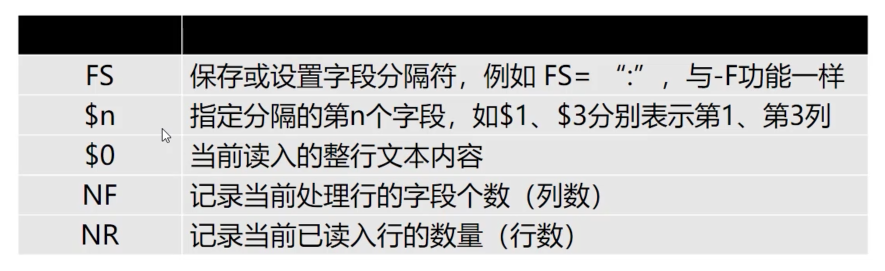 FS 保存或设置字段分隔符，例如 FS= “:”，与-F功能一样
$n 指定分隔的第n个字段，如$1、$3分别表示第1、第3列
$0 当前读入的整行文本内容
NF 记录当前处理行的字段个数（列数）
NR 记录当前已读入行的数量（行数）